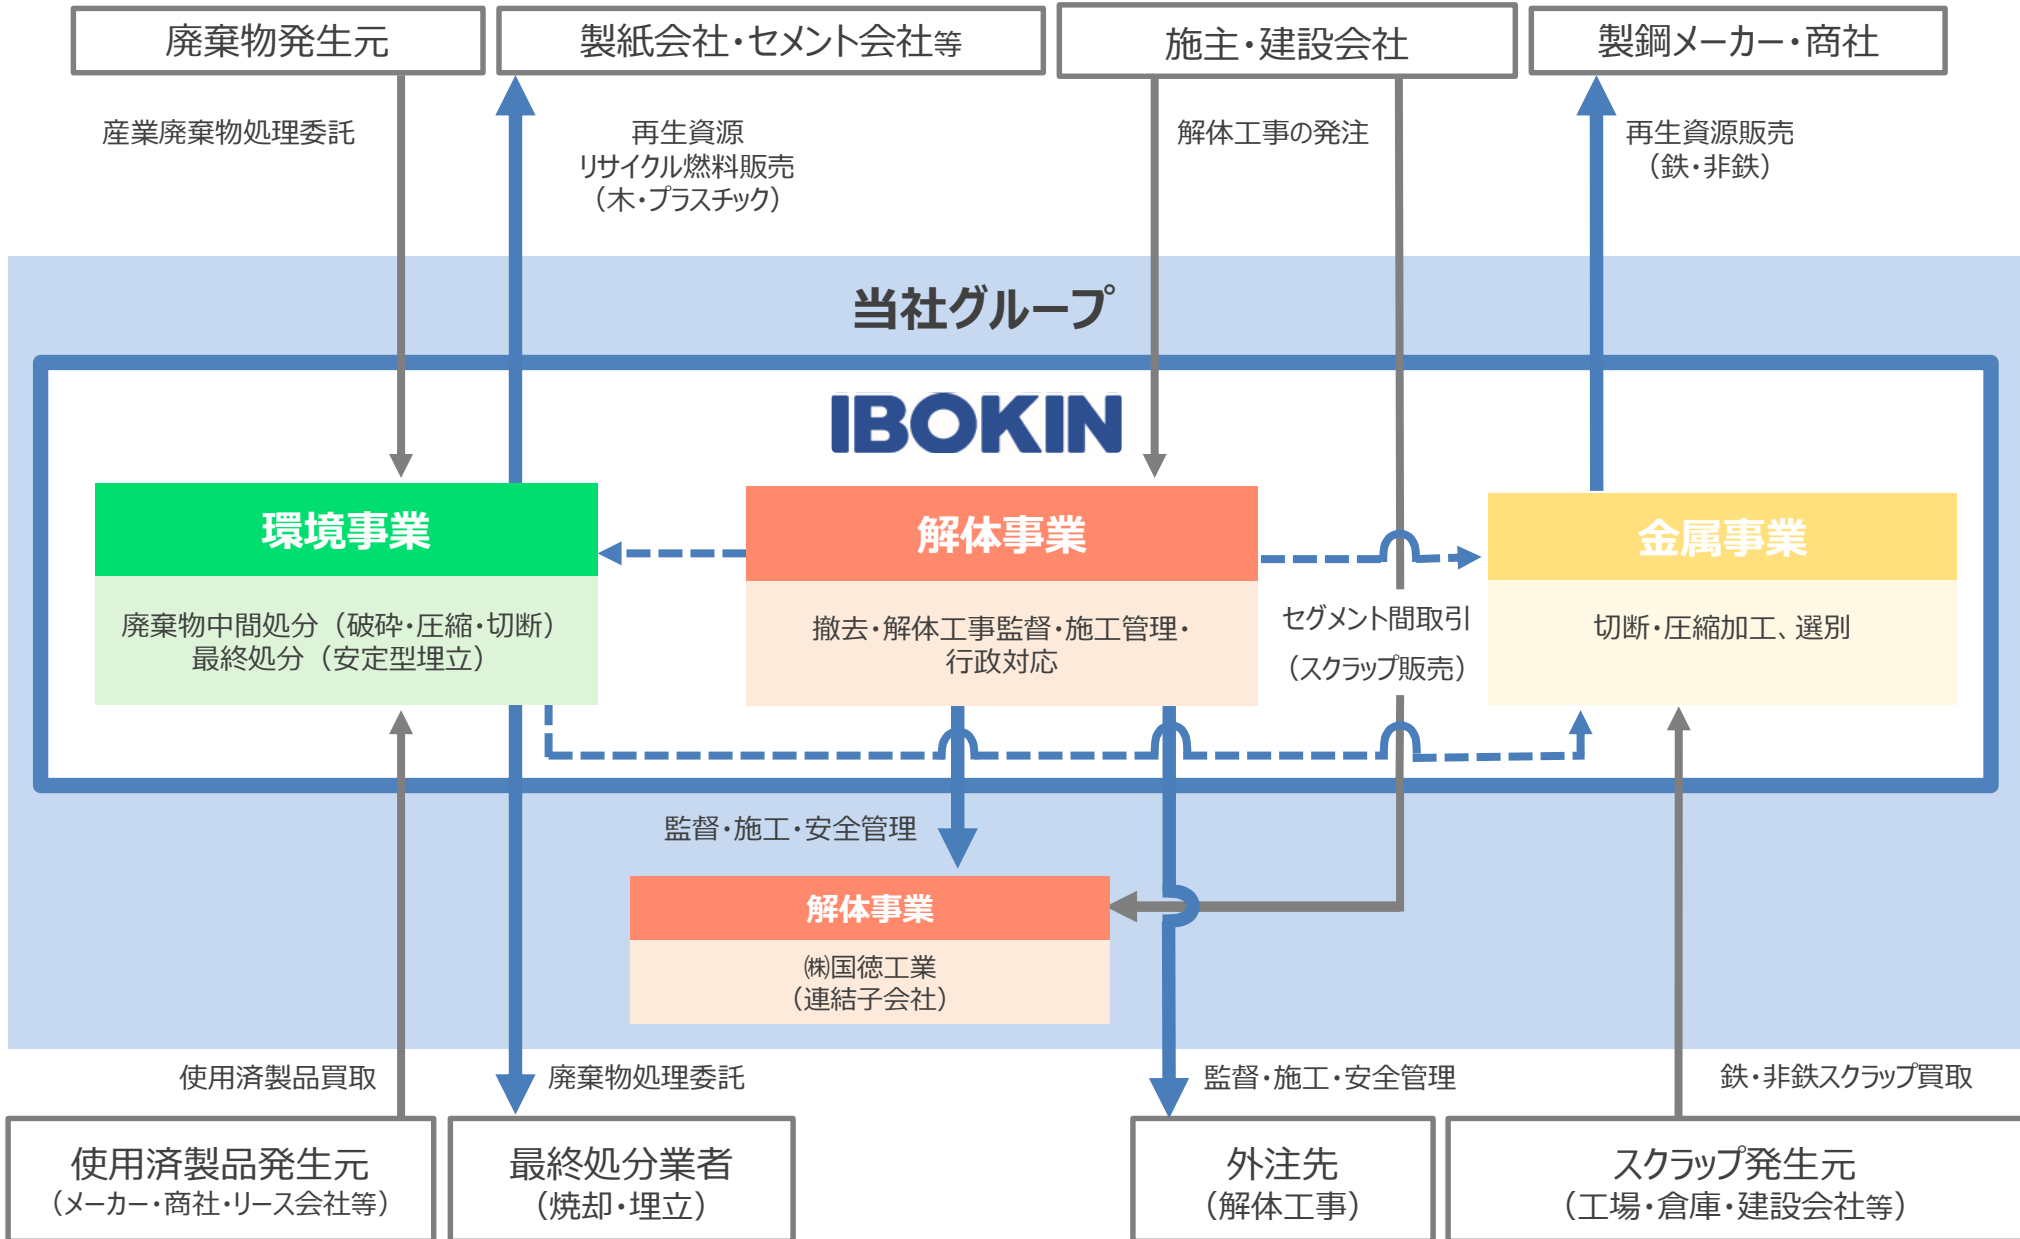 廃棄物発生元
製紙会社・セメント会社等
施主・建設会社
製鋼メーカー・商社
産業廃棄物処理委託
再生資源
リサイクル燃料販売
（木・プラスチック）
解体工事の発注
再生資源販売
（鉄・非鉄）
当社グループ
IBOKIN
環境事業
廃棄物中間処分（破砕・圧縮・切断）
最終処分（安定型埋立）
解体事業
撤去・解体工事監督・施工管理・
行政対応
セグメント間取引
（スクラップ販売）
金属事業
切断・圧縮加工、選別
監督・施工・安全管理
解体事業
㈱国徳工業
（連結子会社）
使用済製品買取
廃棄物処理委託
監督・施工・安全管理
鉄・非鉄スクラップ買取
使用済製品発生元
（メーカー・商社・リース会社等）
最終処分業者
（焼却・埋立）
外注先
（解体工事）
スクラップ発生元
（工場・倉庫・建設会社等）